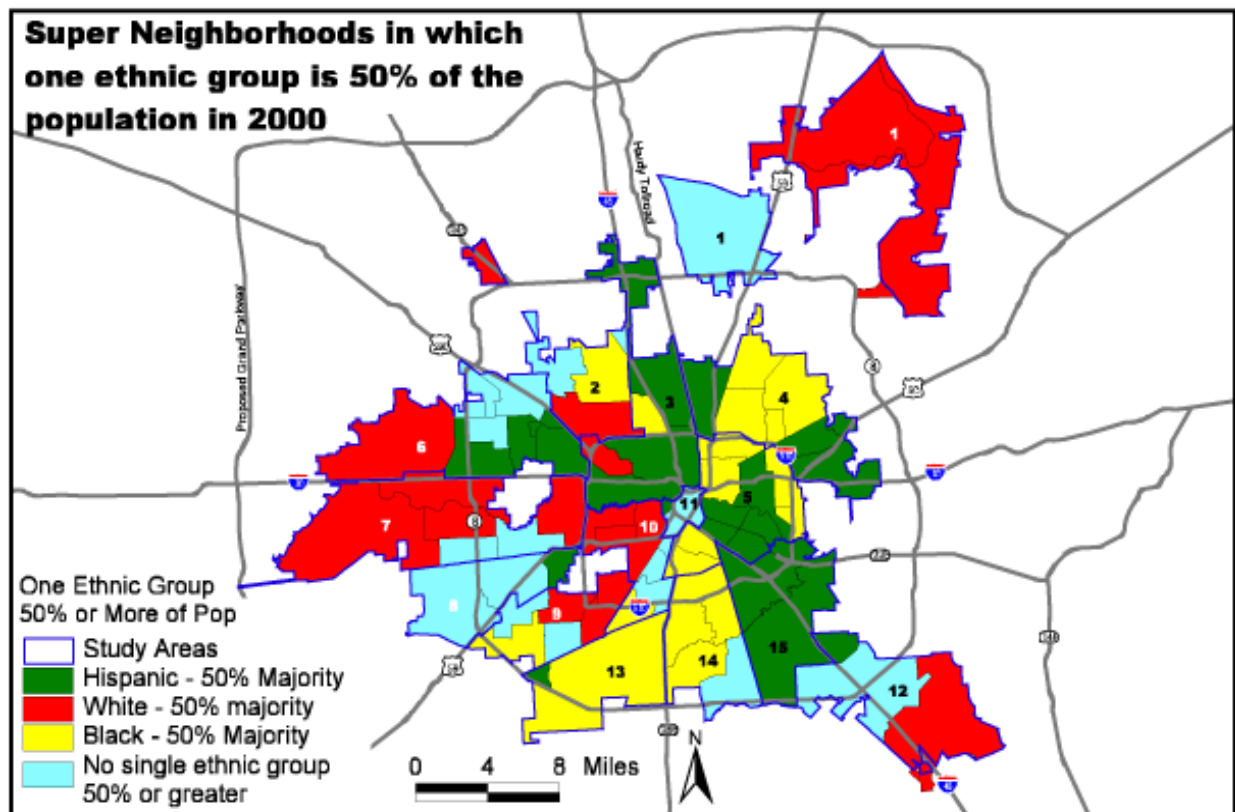 Super Neighborhoods in which
one ethnic group is 50% of the
population in 2000
Hardy Tollroad
Proposed Grand Parkway
1
1
2
3
4
6
5
7
8
10
11
8
9
13
14
15
12
One Ethnic Group
50% or More of Pop
Study Areas
Hispanic - 50% Majority
White - 50% majority
Black - 50% Majority
No single ethnic group
50% or greater
0 4 8 Miles
N